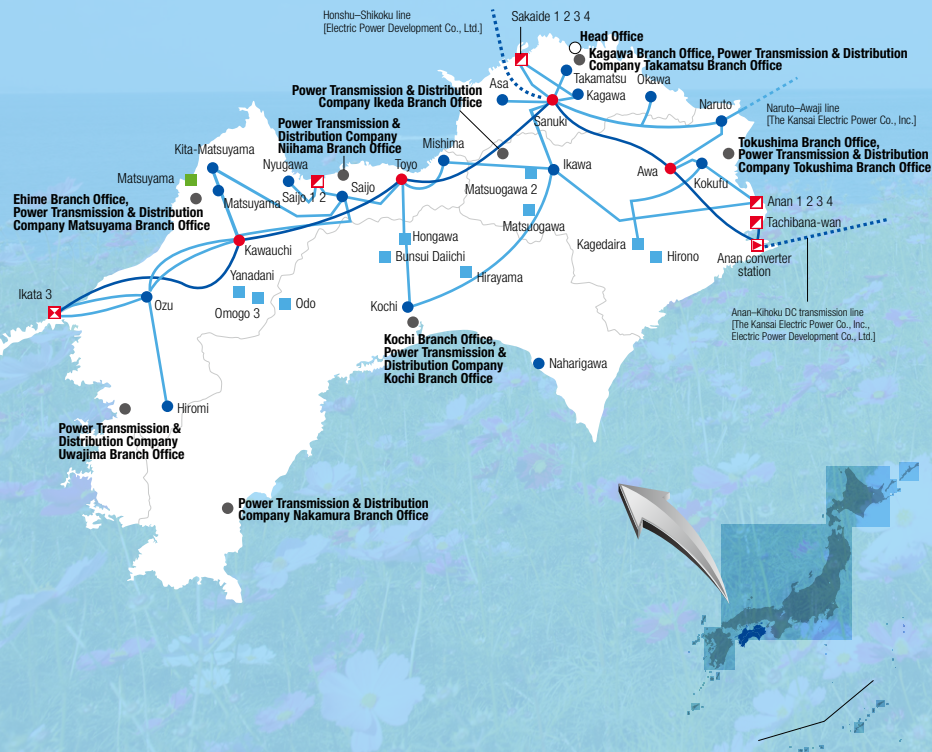 Honshu–Shikoku line
[Electric Power Development Co., Ltd.]
Sakaide 1 2 3 4
Head Office
Kagawa Branch Office, Power Transmission & Distribution
Company Takamatsu Branch Office
Takamatsu
Okawa
Asa
Kagawa
Power Transmission & Distribution
Company Ikeda Branch Office
Sanuki
Naruto
Naruto–Awaji line
[The Kansai Electric Power Co., Inc.]
Power Transmission &
Distribution Company
Niihama Branch Office
Mishima
Tokushima Branch Office,
Power Transmission & Distribution
Company Tokushima Branch Office
Kita-Matsuyama
Nyugawa
Toyo
Ikawa
Awa
Kokufu
Matsuyama
Saijo 1 2
Saijo
Matsuogawa 2
Matsuyama
Ehime Branch Office,
Power Transmission & Distribution
Company Matsuyama Branch Office
Anan 1 2 3 4
Matsuogawa
Tachibana-wan
Kawauchi
Hongawa
Kagedaira
Hirono
Anan converter
station
Bunsui Daiichi
Hirayama
Yanadani
Ikata 3
Ozu
Omogo 3
Odo
Kochi
Anan–Kihoku DC transmission line
[The Kansai Electric Power Co., Inc.,
Electric Power Development Co., Ltd.]
Kochi Branch Office,
Power Transmission &
Distribution Company
Kochi Branch Office
Naharigawa
Hiromi
Power Transmission &
Distribution Company
Uwajima Branch Office
Power Transmission & Distribution
Company Nakamura Branch Office